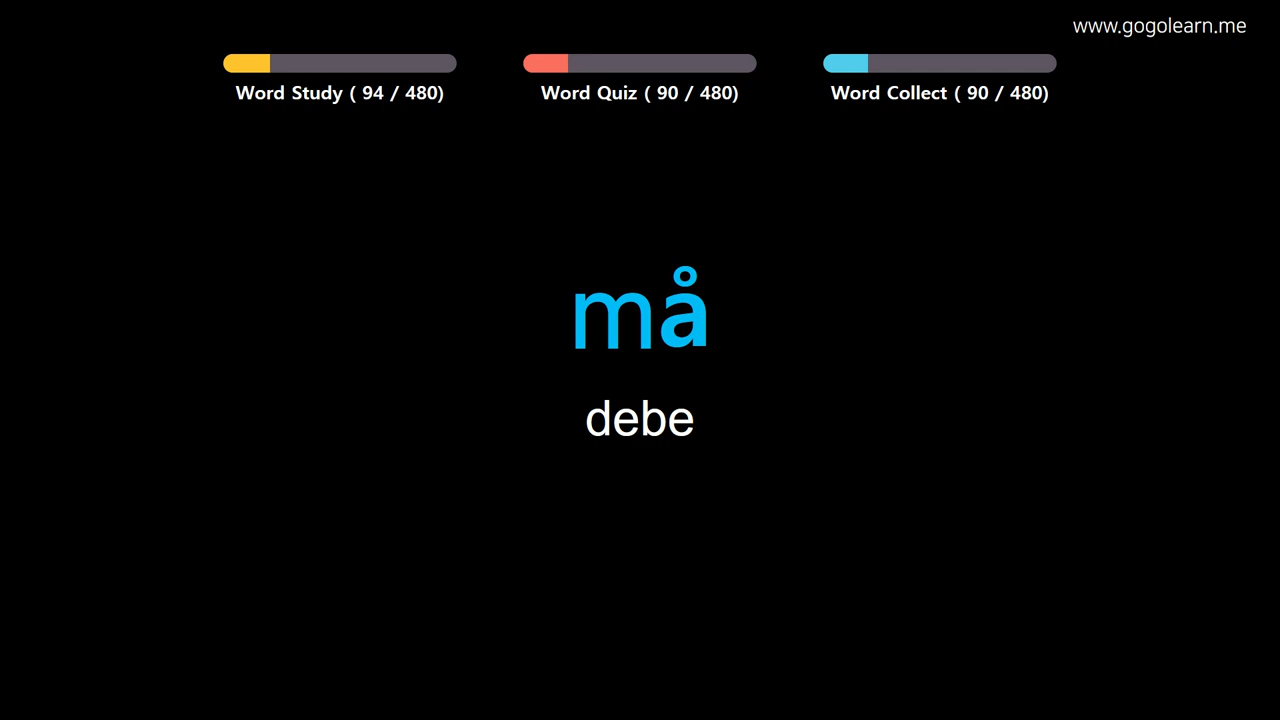 www.gogolearn.me
Word Study ( 94 / 480)
Word Quiz ( 90 / 480)
Word Collect ( 90 / 480)
må
debe